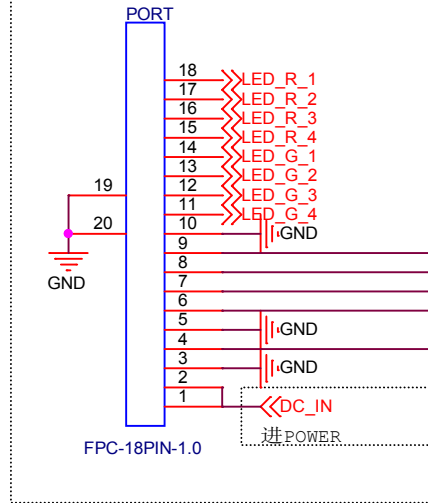 PORT
18 LED_R_1
17 LED_R_2
16 LED_R_3
15 LED_R_4
14 LED_G_1
13 LED_G_2
19 12 LED_G_3
11 LED_G_4
20 10 GND
9
8
GND 7
6
5 GND
4
3 GND
2
1 DC_IN
进POWER
FPC-18PIN-1.0